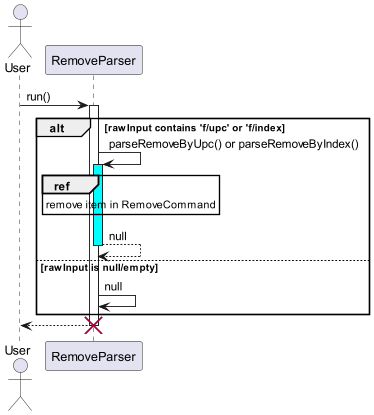 User
RemoveParser
run()
alt
[rawInput contains 'f/upc' or 'f/index]
parseRemoveByUpc() or parseRemoveByIndex()
ref
remove item in RemoveCommand
null
[rawInput is null/empty]
null
User
RemoveParser